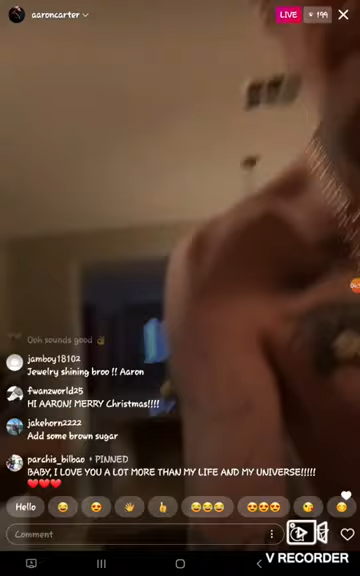 aaroncarter
LIVE
199
Ooh sounds good
jamboy18102
Jewelry shining broo !! Aaron
fwanzworld25
HI AARON! MERRY Christmas!!!!
jakehorn2222
Add some brown sugar
parchis_bilbao • PINNED
BABY, I LOVE YOU A LOT MORE THAN MY LIFE AND MY UNIVERSE!!!!!
❤️❤️❤️❤️
Hello
Comment
V RECORDER